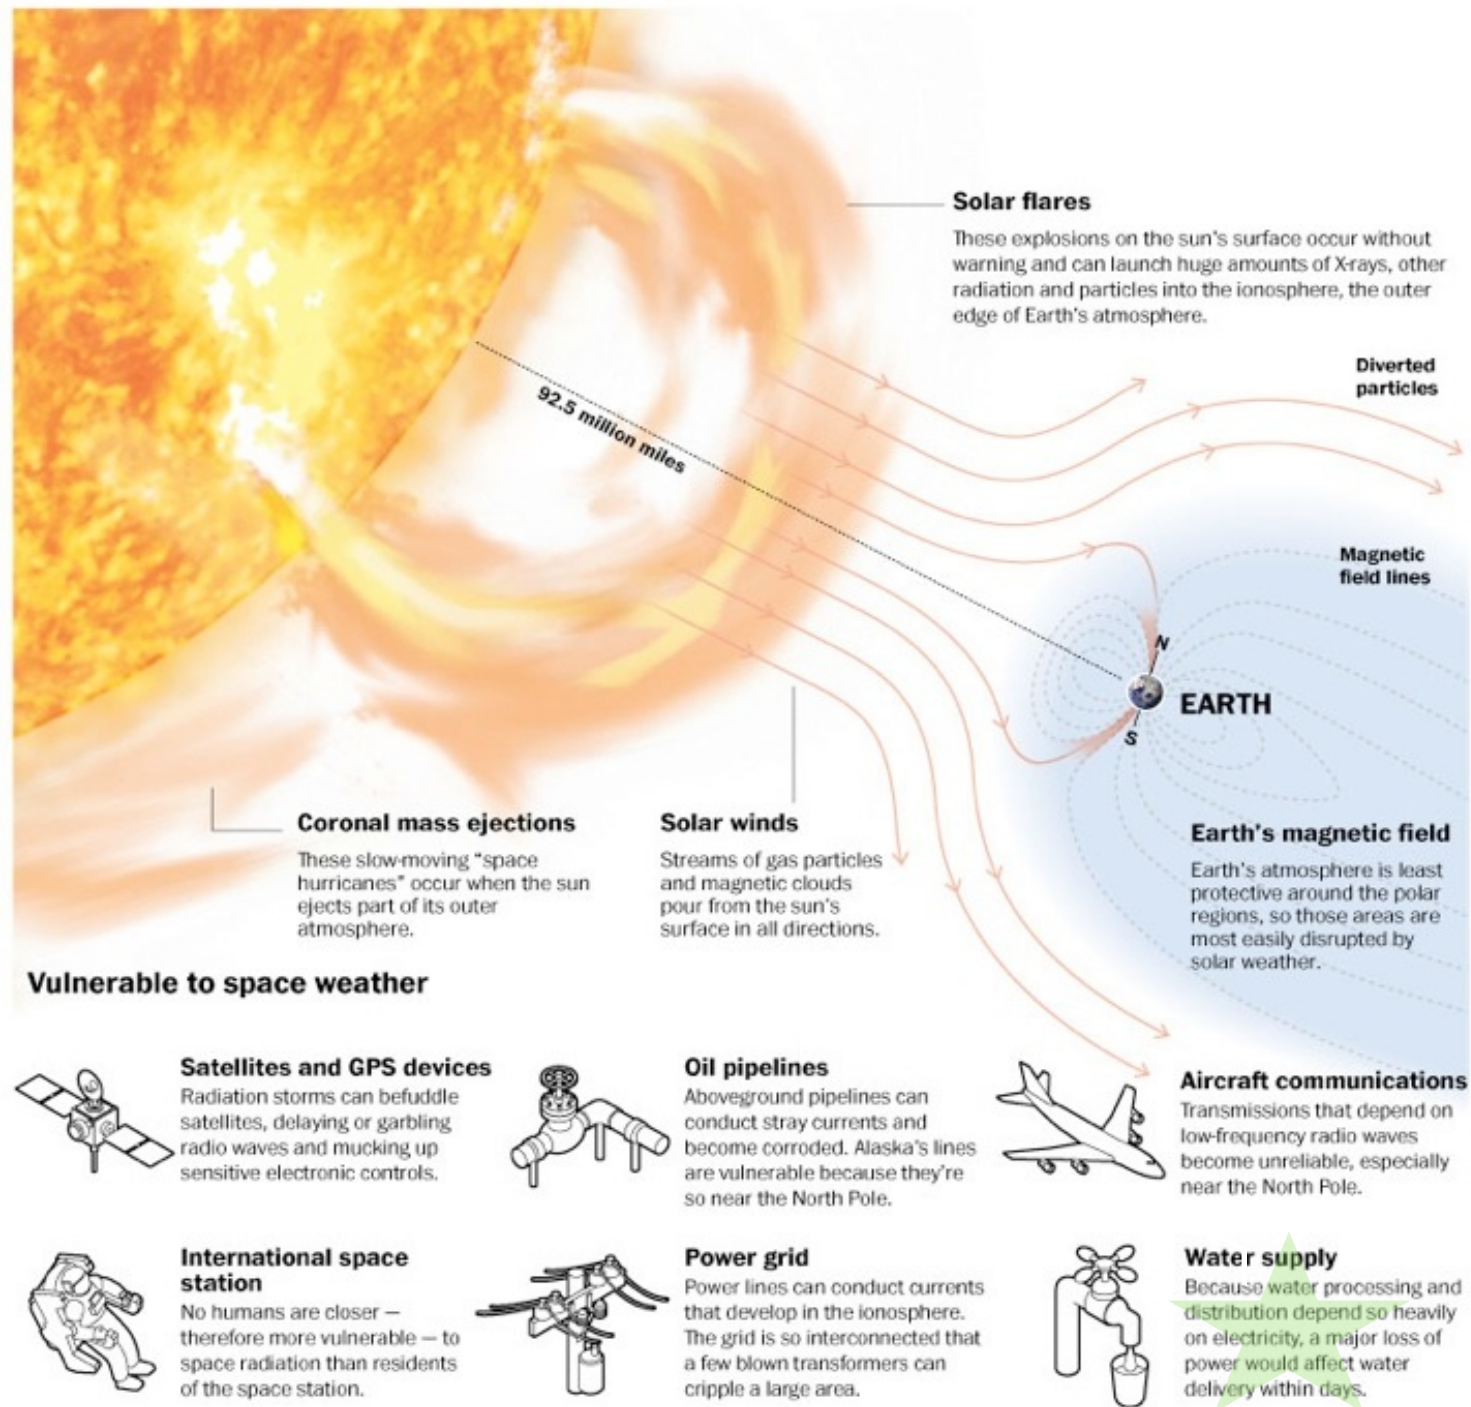 Solar flares
These explosions on the sun's surface occur without
warning and can launch huge amounts of X-rays, other
radiation and particles into the ionosphere, the outer
edge of Earth's atmosphere.
Diverted
particles
92.5 million miles
Magnetic
field lines
N
EARTH
S
Coronal mass ejections
These slow-moving “space
hurricanes” occur when the sun
ejects part of its outer
atmosphere.
Solar winds
Streams of gas particles
and magnetic clouds
pour from the sun's
surface in all directions.
Earth's magnetic field
Earth's atmosphere is least
protective around the polar
regions, so those areas are
most easily disrupted by
solar weather.
Vulnerable to space weather
Satellites and GPS devices
Radiation storms can befuddle
satellites, delaying or garbling
radio waves and mucking up
sensitive electronic controls.
Oil pipelines
Aboveground pipelines can
conduct stray currents and
become corroded. Alaska's lines
are vulnerable because they're
so near the North Pole.
Aircraft communications
Transmissions that depend on
low-frequency radio waves
become unreliable, especially
near the North Pole.
International space
station
No humans are closer —
therefore more vulnerable — to
space radiation than residents
of the space station.
Power grid
Power lines can conduct currents
that develop in the ionosphere.
The grid is so interconnected that
a few blown transformers can
cripple a large area.
Water supply
Because water processing and
distribution depend so heavily
on electricity, a major loss of
power would affect water
delivery within days.